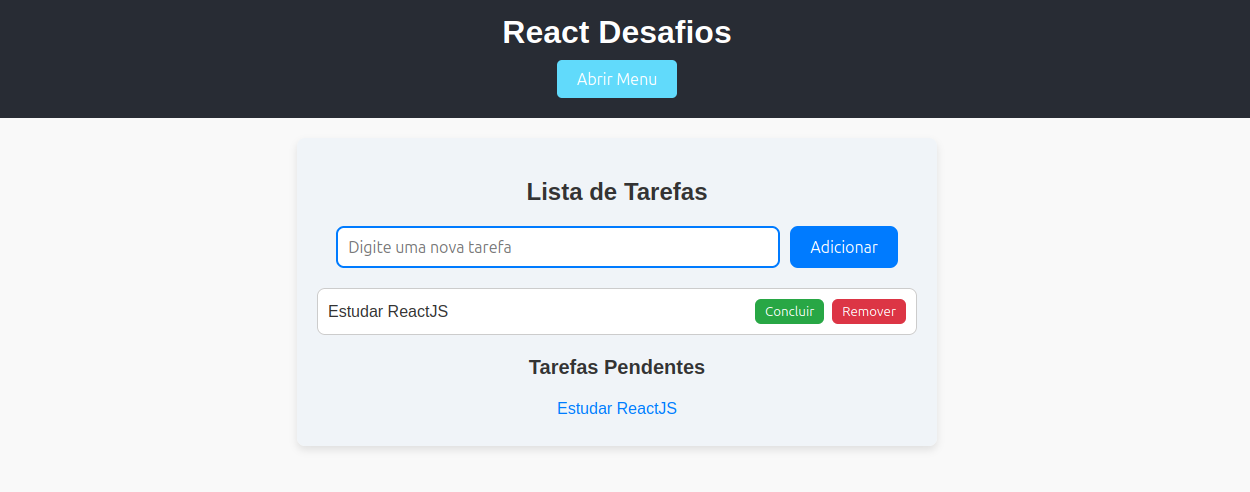 React Desafios
Abrir Menu
Lista de Tarefas
Digite uma nova tarefa
Adicionar
Estudar ReactJS
Concluir
Remover
Tarefas Pendentes
Estudar ReactJS